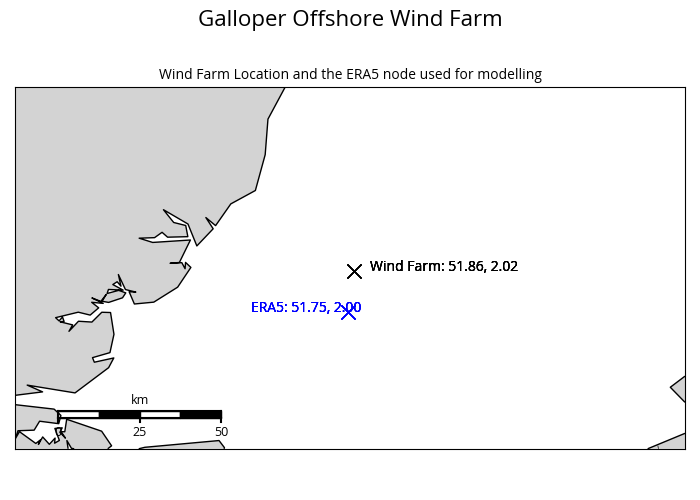 Galloper Offshore Wind Farm
Wind Farm Location and the ERA5 node used for modelling
Wind Farm: 51.86, 2.02
ERA5: 51.75, 2.00
km
25
50